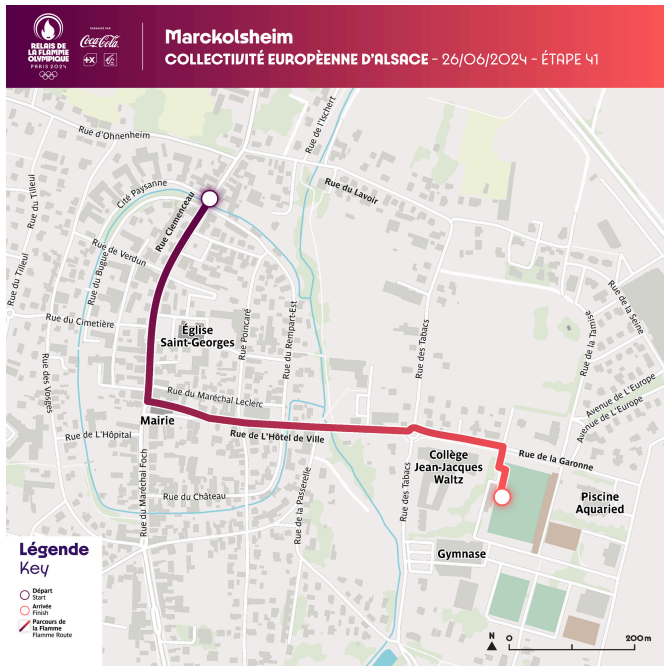 RELAIS DE
LA FLAMME
OLYMPIQUE
PARIS 2024
Coca-Cola
Marckolsheim
COLLECTIVITÉ EUROPÈENNE D'ALSACE - 26/06/2024 - ÉTAPE 41
Rue d'Ohnenheim
Rue de l'Ischert
Rue du Lavoir
Cité Paysanne
Rue Clemenceau
Rue du Tilleul
Rue du Tilleul
Rue de Verdun
Rue du Bugue
Rue du Cimetière
Église
Saint-Georges
Rue Poincaré
Rue du Rempart-Est
Rue des Tabacs
Rue de la Tamise
Rue de la Seine
Rue des Vosges
Rue du Maréchal Leclerc
Avenue de L'Europe
Avenue de L'Europe
Mairie
Rue de L'Hôpital
Rue de L'Hôtel de Ville
Rue de la Garonne
Collège
Jean-Jacques
Waltz
Rue des Tabacs
Rue du Maréchal Foch
Rue du Château
Rue de la Passerelle
Piscine
Aquaried
Gymnase
Légende
Key
Départ
Start
Arrivée
Finish
Parcours de
la Flamme
Flamme Route
N
0
200 m